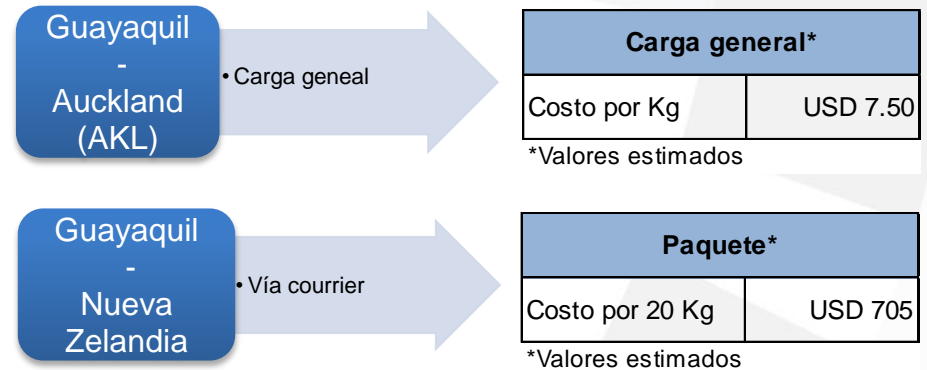 Guayaquil
-
Auckland
(AKL)
• Carga geneal
Carga general*
Costo por Kg USD 7.50
*Valores estimados
Guayaquil
-
Nueva
Zelandia
• Vía courrier
Paquete*
Costo por 20 Kg USD 705
*Valores estimados